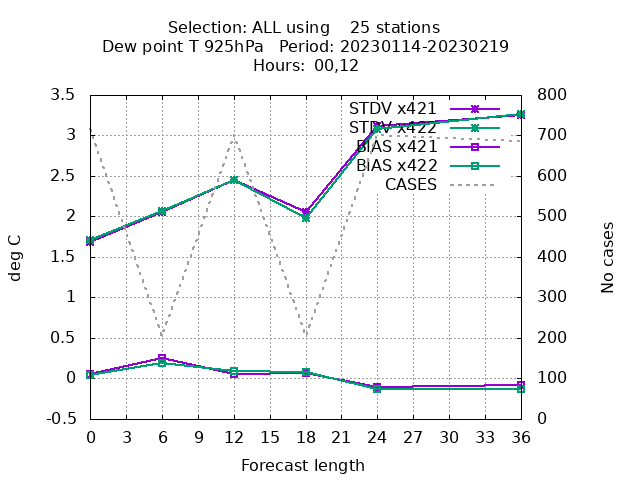 Selection: ALL using    25 stations
Dew point T 925hPa   Period: 20230114-20230219
Hours:  00,12
3.5
3
2.5
2
1.5
1
0.5
0
-0.5
deg C
STDV x421
STDV x422
BIAS x421
BIAS x422
CASES
800
700
600
500
400
300
200
100
0
No cases
0 3 6 9 12 15 18 21 24 27 30 33 36
Forecast length